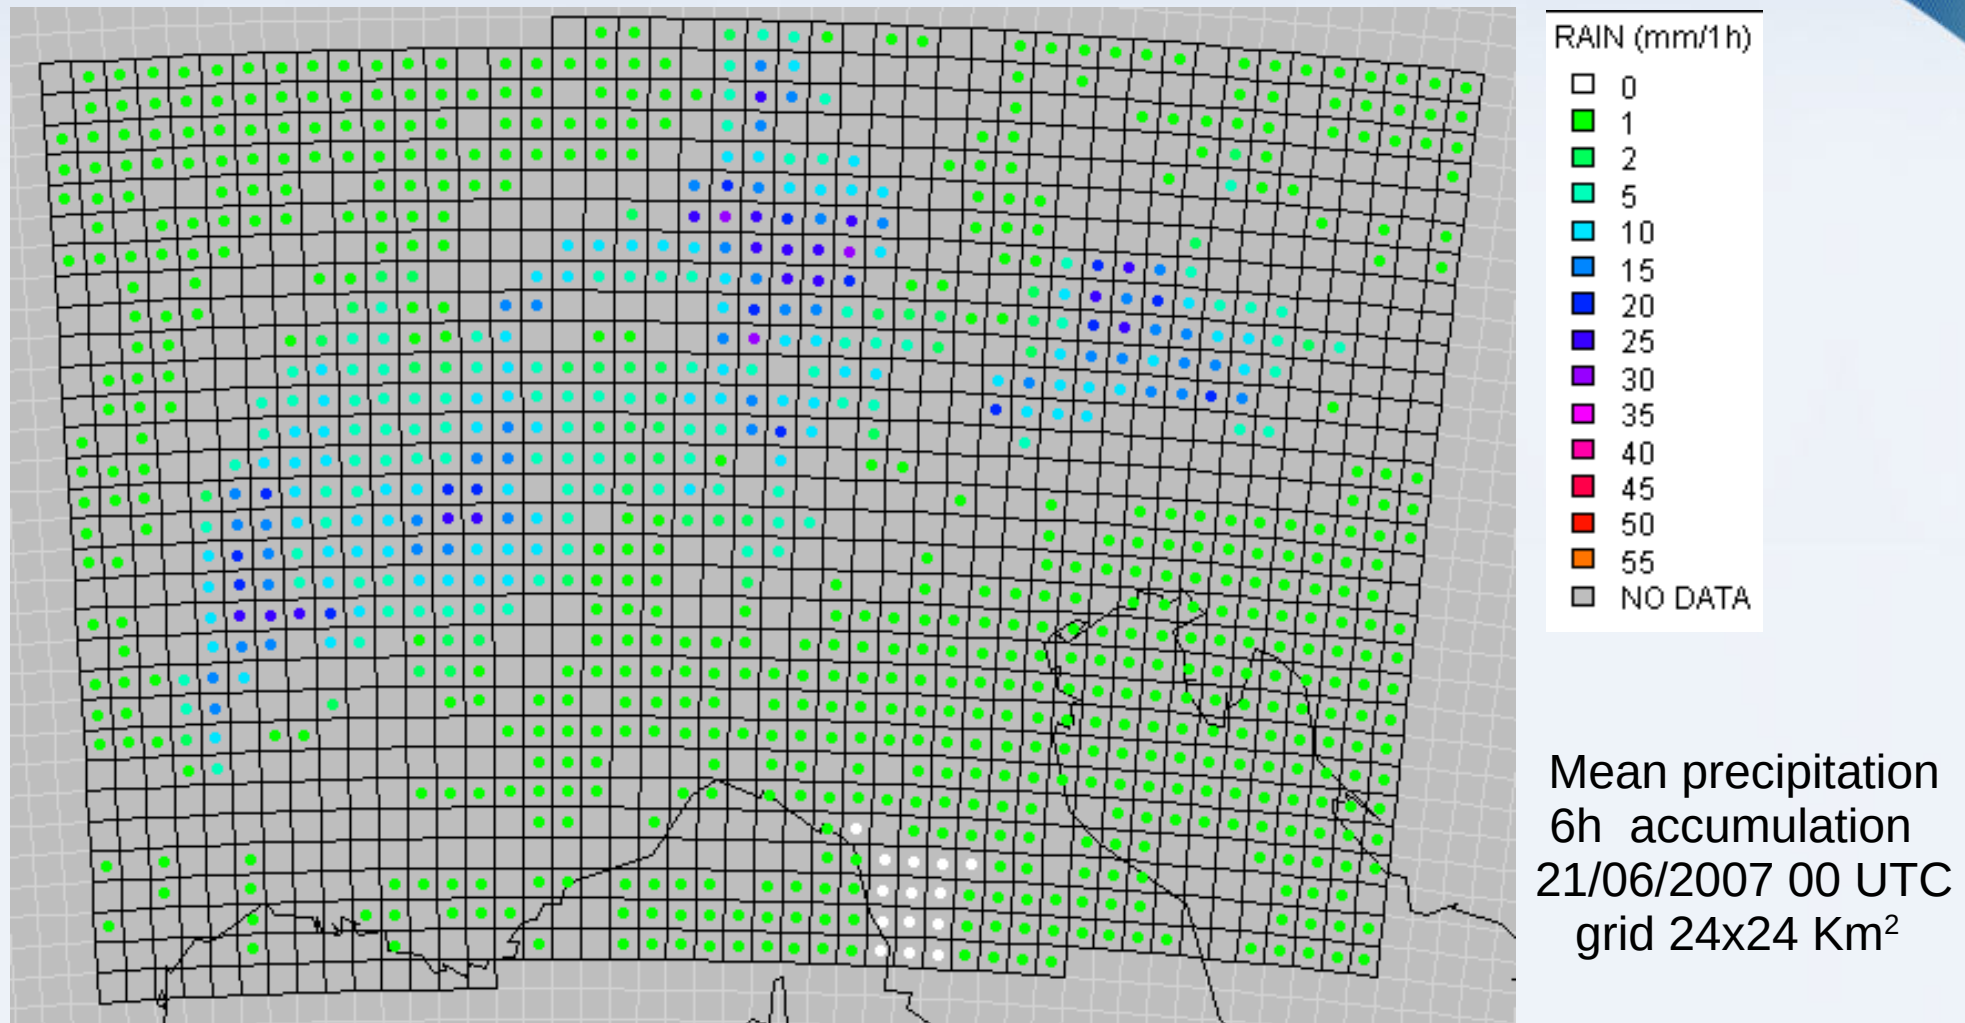 RAIN (mm/1h)
0
1
2
5
10
15
20
25
30
35
40
45
50
55
NO DATA
Mean precipitation
6h accumulation
21/06/2007 00 UTC
grid 24x24 Km²